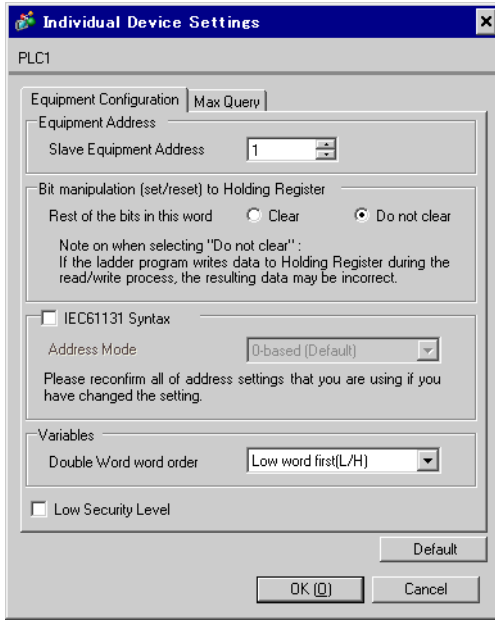 Individual Device Settings
PLC1
Equipment Configuration Max Query
Equipment Address
Slave Equipment Address 1
Bit manipulation (set/reset) to Holding Register
Rest of the bits in this word Clear Do not clear
Note on when selecting "Do not clear" :
If the ladder program writes data to Holding Register during the
read/write process, the resulting data may be incorrect.
IEC61131 Syntax
Address Mode 0-based (Default)
Please reconfirm all of address settings that you are using if you
have changed the setting.
Variables
Double Word word order Low word first(L/H)
Low Security Level
Default
OK (O) Cancel